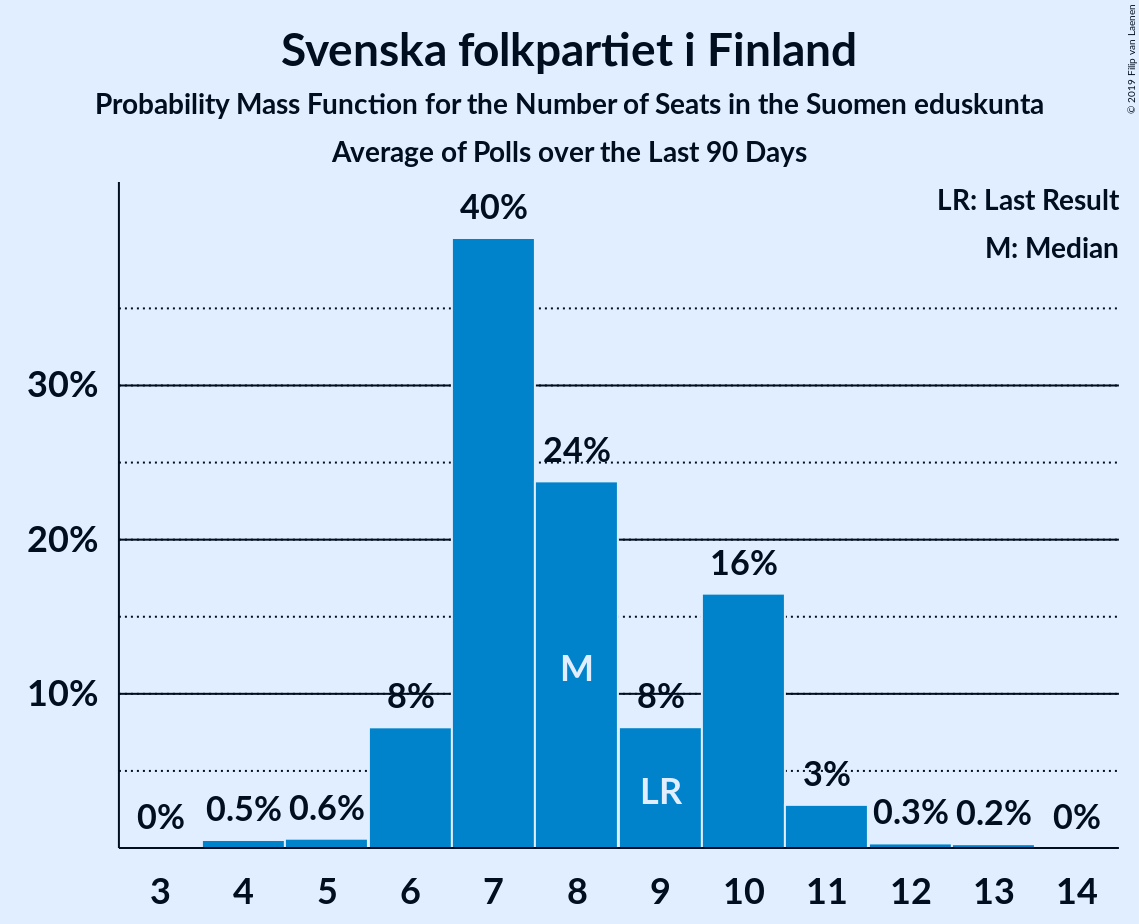 Svenska folkpartiet i Finland
Probability Mass Function for the Number of Seats in the Suomen eduskunta
Average of Polls over the Last 90 Days
© 2019 Filip van Laenen
LR: Last Result
M: Median
40%
30%
24%
20%
16%
M
10%
8%
8%
LR
3%
0%
0.5%
0.6%
0.3%
0.2%
0%
3 4 5 6 7 8 9 10 11 12 13 14